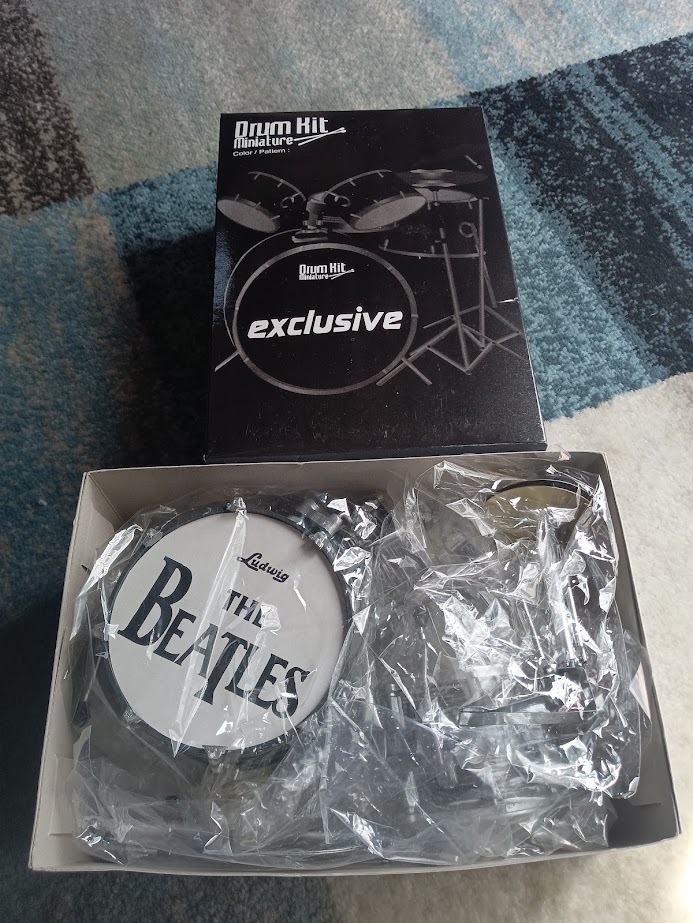 Drum Kit
Miniature
Color / Pattern :
Drum Kit
Miniature
exclusive
Ludwig
THE
BEATLES